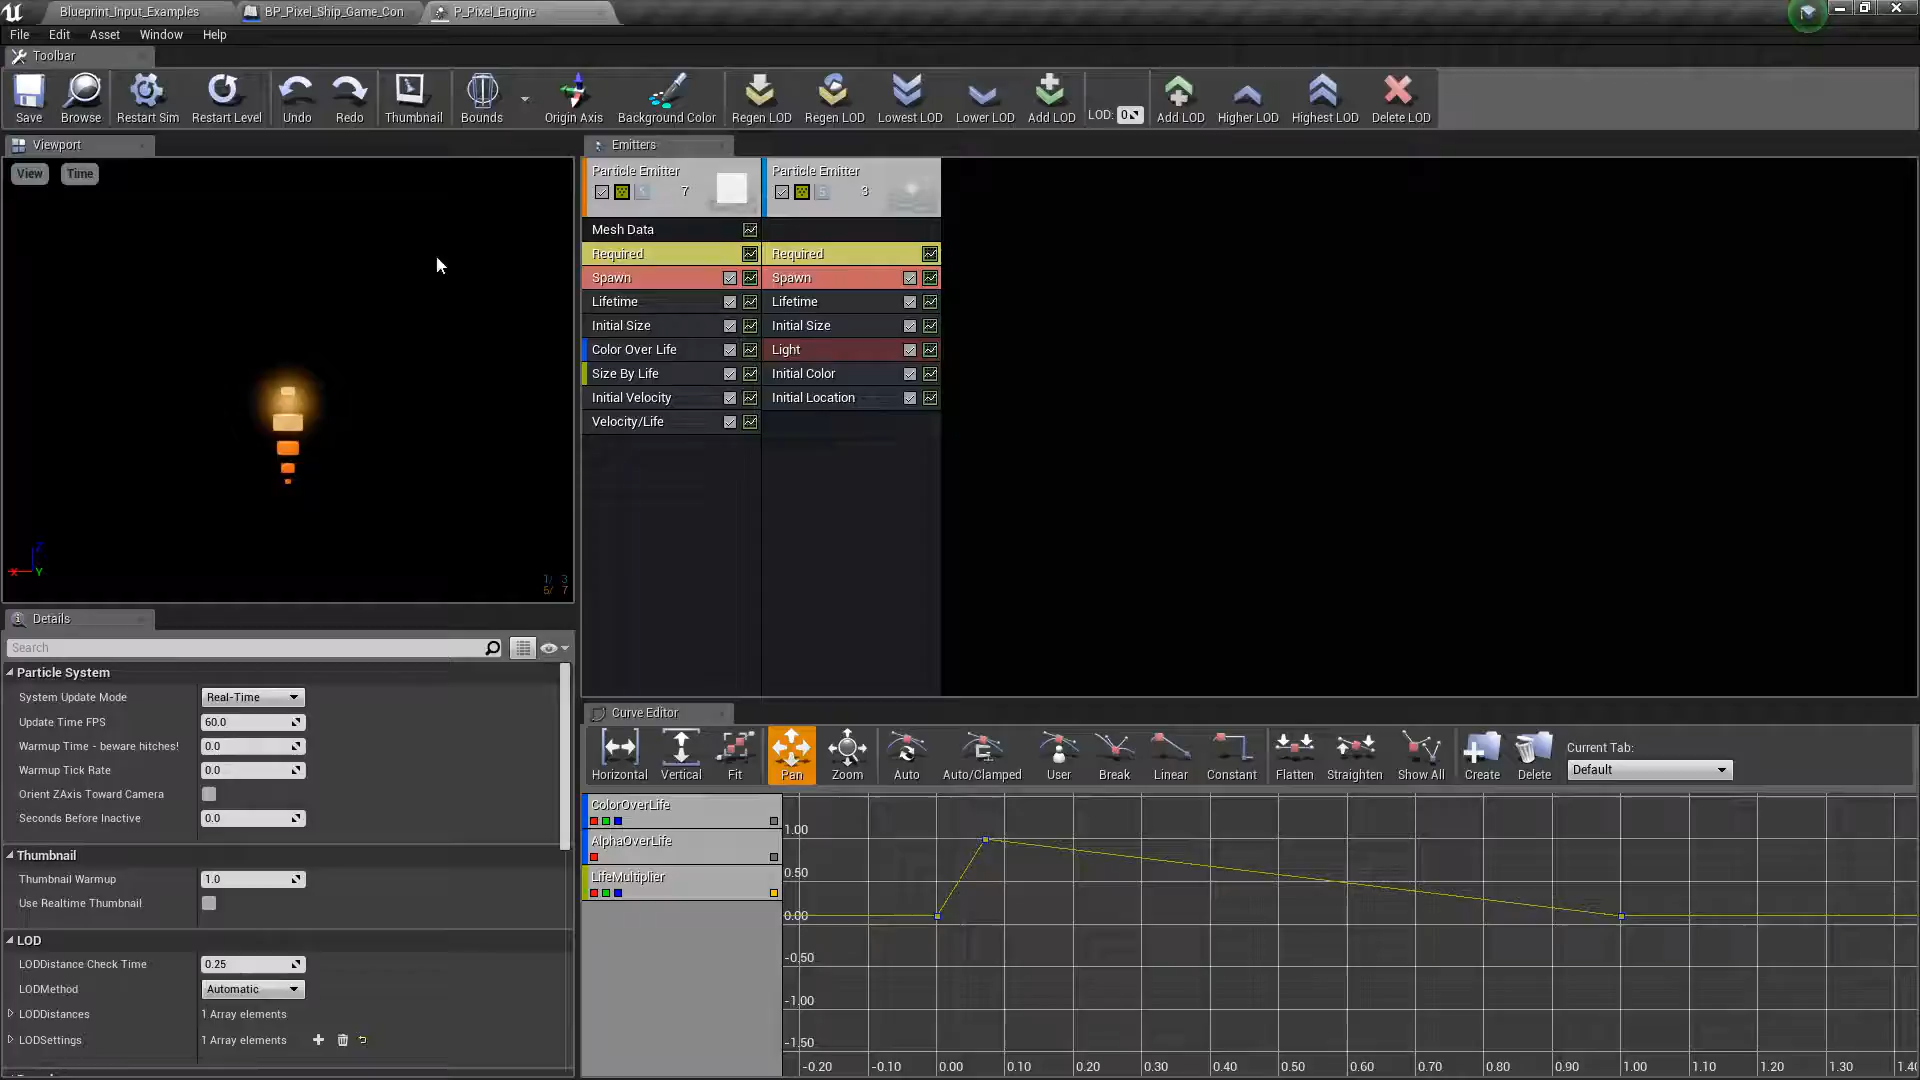 Blueprint_Input_Examples
BP_Pixel_Ship_Game_Con
P_Pixel_Engine
File Edit Asset Window Help
Toolbar
Save Browse Restart Sim Restart Level Undo Redo Thumbnail Bounds Origin Axis Background Color Regen LOD Regen LOD Lowest LOD Lower LOD Add LOD LOD: 0 Add LOD Higher LOD Highest LOD Delete LOD
Viewport
View Time
X Z Y
1/ 3
5/ 7
Emitters
Particle Emitter
7
Particle Emitter
3
Mesh Data
Required Required
Spawn Spawn
Lifetime Lifetime
Initial Size Initial Size
Color Over Life Light
Size By Life Initial Color
Initial Velocity Initial Location
Velocity/Life
Details
Search
Particle System
System Update Mode Real-Time
Update Time FPS 60.0
Warmup Time - beware hitches! 0.0
Warmup Tick Rate 0.0
Orient ZAxis Toward Camera
Seconds Before Inactive 0.0
Thumbnail
Thumbnail Warmup 1.0
Use Realtime Thumbnail
LOD
LODDistance Check Time 0.25
LODMethod Automatic
LODDistances 1 Array elements
LODSettings 1 Array elements
Curve Editor
Horizontal Vertical Fit Pan Zoom Auto Auto/Clamped User Break Linear Constant Flatten Straighten Show All Create Delete
Current Tab:
Default
ColorOverLife
AlphaOverLife
LifeMultiplier
1.00
0.50
0.00
-0.50
-1.00
-1.50
-0.20 -0.10 0.00 0.10 0.20 0.30 0.40 0.50 0.60 0.70 0.80 0.90 1.00 1.10 1.20 1.30